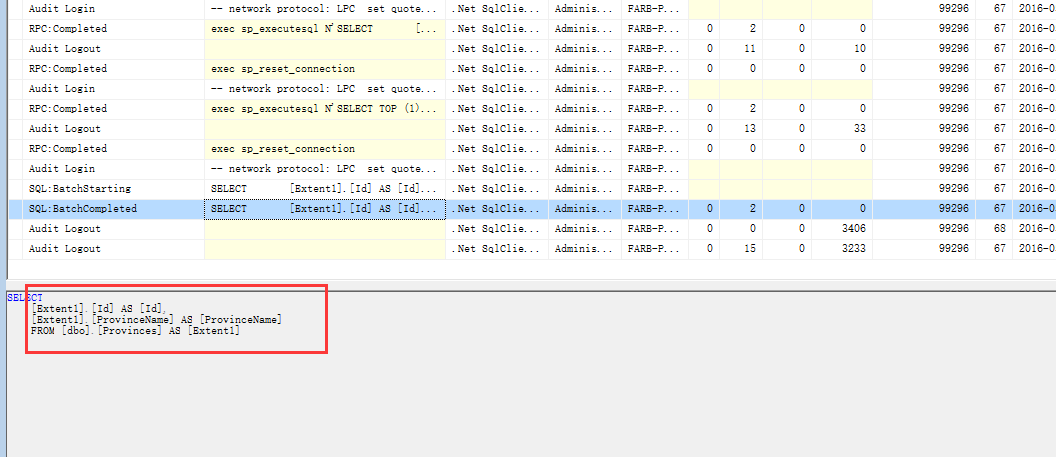 Audit Login -- network protocol: LPC set quote... .Net SqlClie... Adminis... FARB-P... 99296 67 2016-0
RPC:Completed exec sp_executesql N'SELECT [... .Net SqlClie... Adminis... FARB-P... 0 2 0 0 99296 67 2016-0
Audit Logout .Net SqlClie... Adminis... FARB-P... 0 11 0 10 99296 67 2016-0
RPC:Completed exec sp_reset_connection .Net SqlClie... Adminis... FARB-P... 0 0 0 0 99296 67 2016-0
Audit Login -- network protocol: LPC set quote... .Net SqlClie... Adminis... FARB-P... 99296 67 2016-0
RPC:Completed exec sp_executesql N'SELECT TOP (1)... .Net SqlClie... Adminis... FARB-P... 0 2 0 0 99296 67 2016-0
Audit Logout .Net SqlClie... Adminis... FARB-P... 0 13 0 33 99296 67 2016-0
RPC:Completed exec sp_reset_connection .Net SqlClie... Adminis... FARB-P... 0 0 0 0 99296 67 2016-0
Audit Login -- network protocol: LPC set quote... .Net SqlClie... Adminis... FARB-P... 99296 67 2016-0
SQL:BatchStarting SELECT [Extent1].[Id] AS [Id]... .Net SqlClie... Adminis... FARB-P... 99296 67 2016-0
SQL:BatchCompleted SELECT [Extent1].[Id] AS [Id]... .Net SqlClie... Adminis... FARB-P... 0 2 0 0 99296 67 2016-0
Audit Logout .Net SqlClie... Adminis... FARB-P... 0 0 0 3406 99296 68 2016-0
Audit Logout .Net SqlClie... Adminis... FARB-P... 0 15 0 3233 99296 67 2016-0
SELECT
[Extent1].[Id] AS [Id],
[Extent1].[ProvinceName] AS [ProvinceName]
FROM [dbo].[Provinces] AS [Extent1]